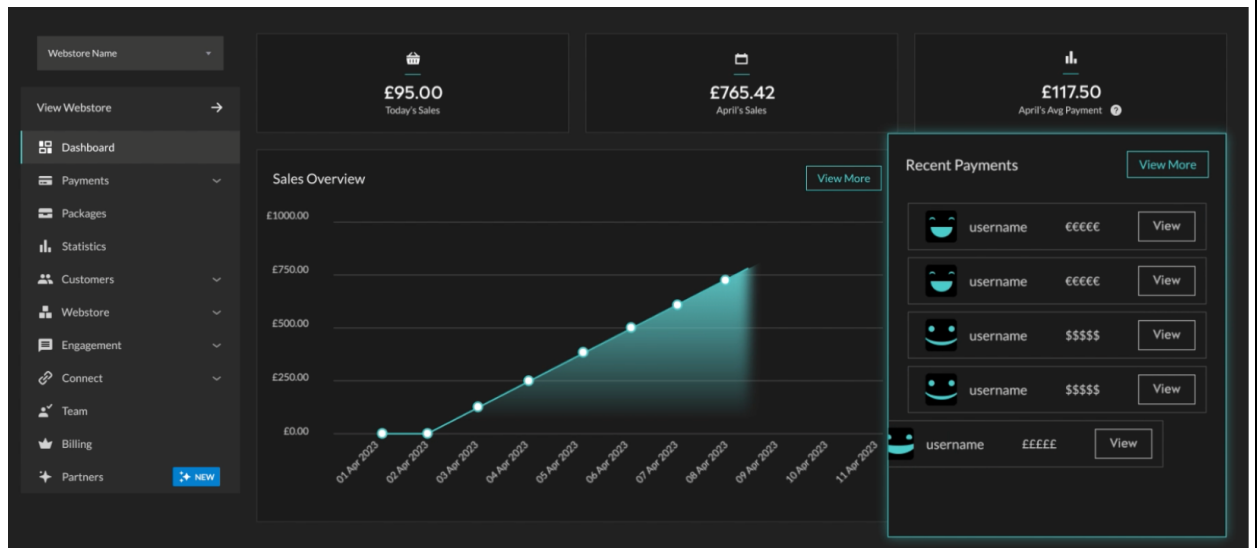 Webstore Name
View Webstore
Dashboard
Payments
Packages
Statistics
Customers
Webstore
Engagement
Connect
Team
Billing
Partners NEW
£95.00
Today's Sales
£765.42
April's Sales
£117.50
April's Avg Payment ?
Sales Overview View More
£1000.00
£750.00
£500.00
£250.00
£0.00
01 Apr 2023
02 Apr 2023
03 Apr 2023
04 Apr 2023
05 Apr 2023
06 Apr 2023
07 Apr 2023
08 Apr 2023
09 Apr 2023
10 Apr 2023
11 Apr 2023
Recent Payments View More
username €€€€€ View
username €€€€€ View
username $$$$$ View
username $$$$$ View
username £££££ View